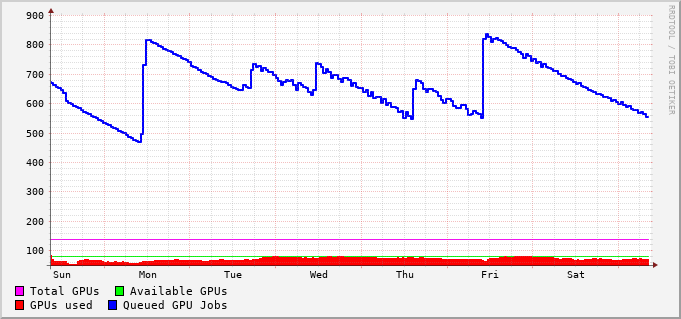 RRDTOOL / TOBI OETIKER
900
800
700
600
500
400
300
200
100
Sun Mon Tue Wed Thu Fri Sat
Total GPUs Available GPUs
GPUs used Queued GPU Jobs